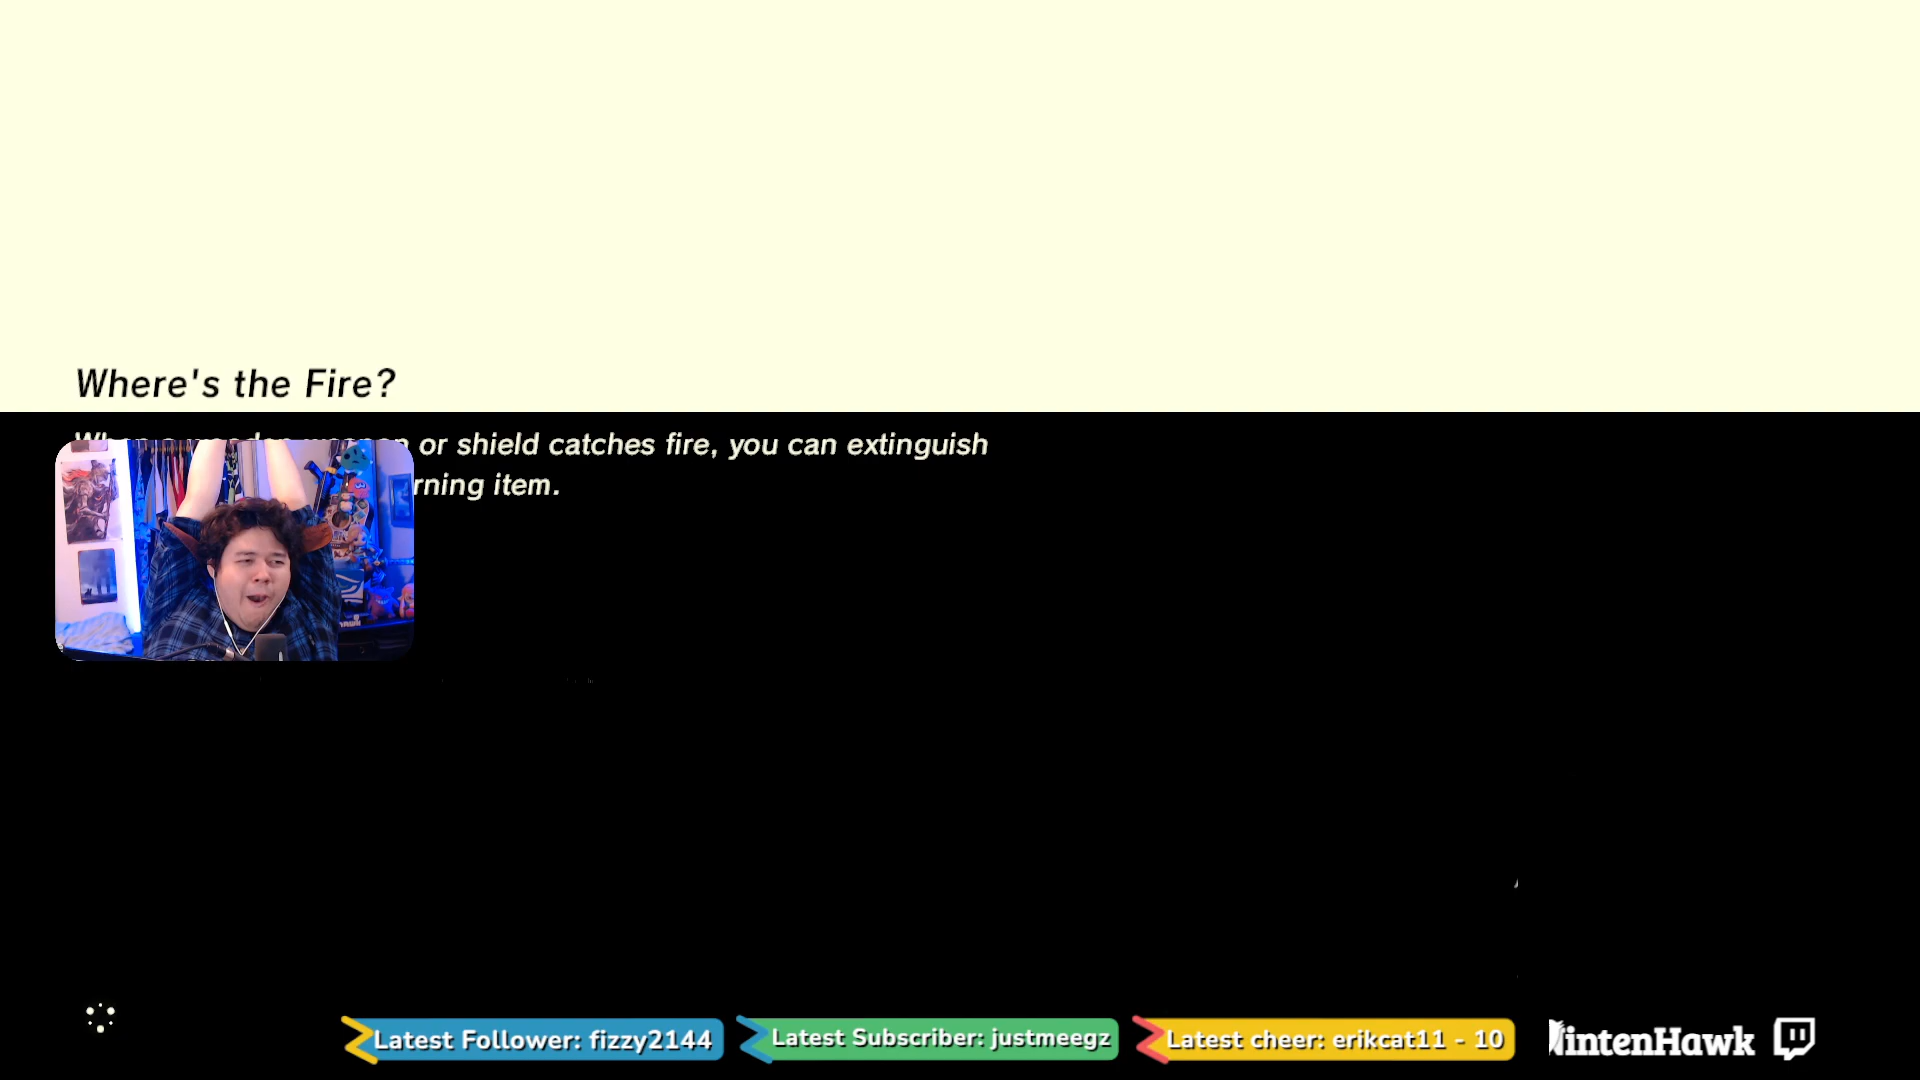 Where's the Fire?
or shield catches fire, you can extinguish
rning item.
Latest Follower: fizzy2144
Latest Subscriber: justmeegz
Latest cheer: erikcat11 - 10
intenHawk